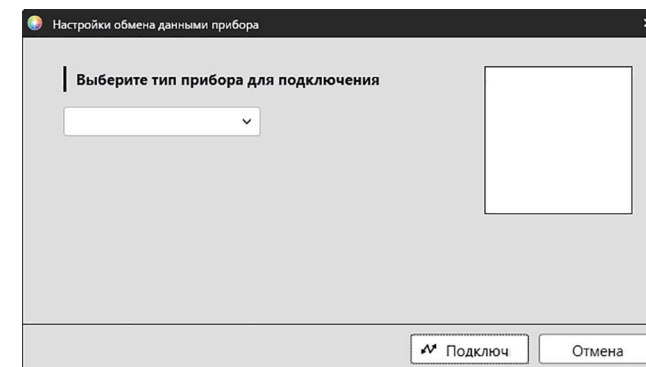 Настройки обмена данными прибора
Выберите тип прибора для подключения
Подключ
Отмена